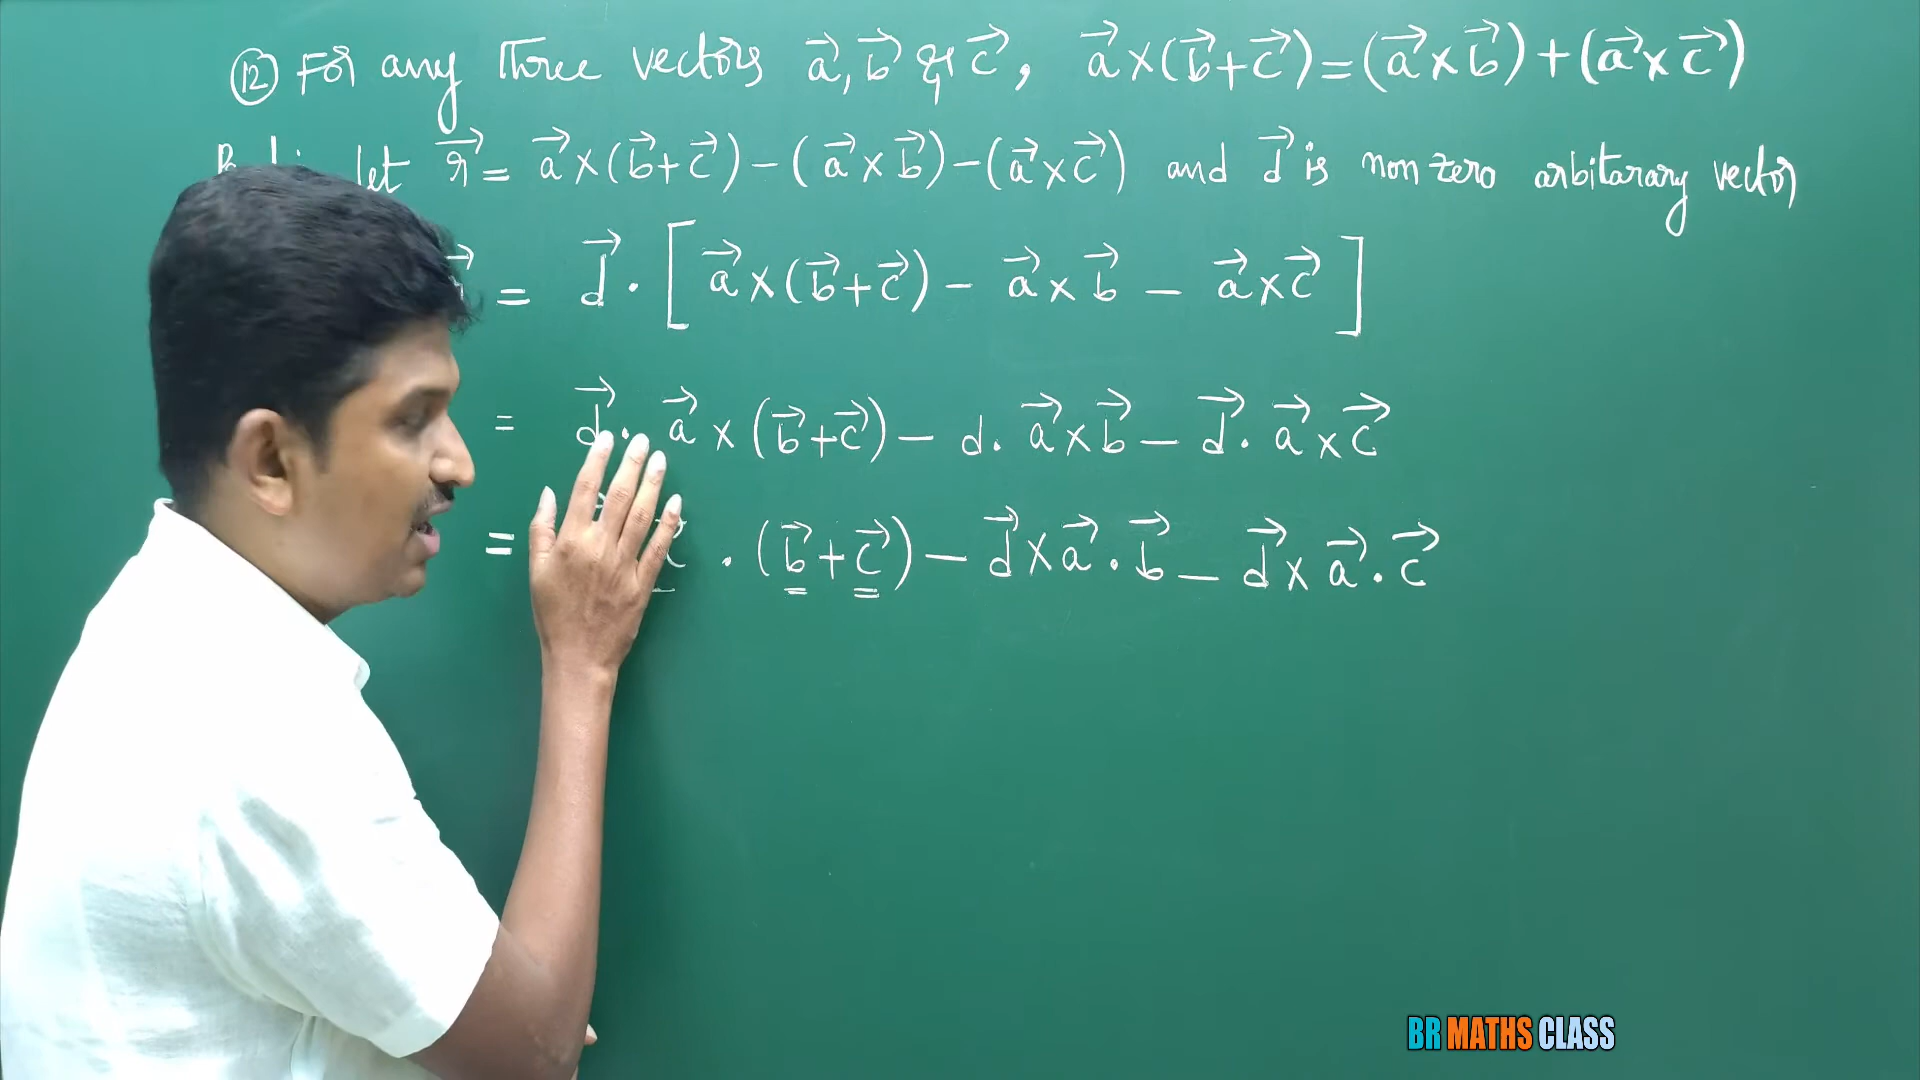 ⑫ For any three vectors a⃗, b⃗ & c⃗, a⃗×(b⃗+c⃗)=(a⃗×b⃗)+(a⃗×c⃗)
let r⃗ = a⃗×(b⃗+c⃗)−(a⃗×b⃗)−(a⃗×c⃗) and d⃗ is non zero arbitarary vector
= d⃗·[a⃗×(b⃗+c⃗)− a⃗×b⃗ − a⃗×c⃗]
= d⃗·a⃗×(b⃗+c⃗)− d·a⃗×b⃗ − d⃗·a⃗×c⃗
= ·(b⃗+c⃗)− d⃗×a⃗·b⃗ − d⃗×a⃗·c⃗
BR MATHS CLASS